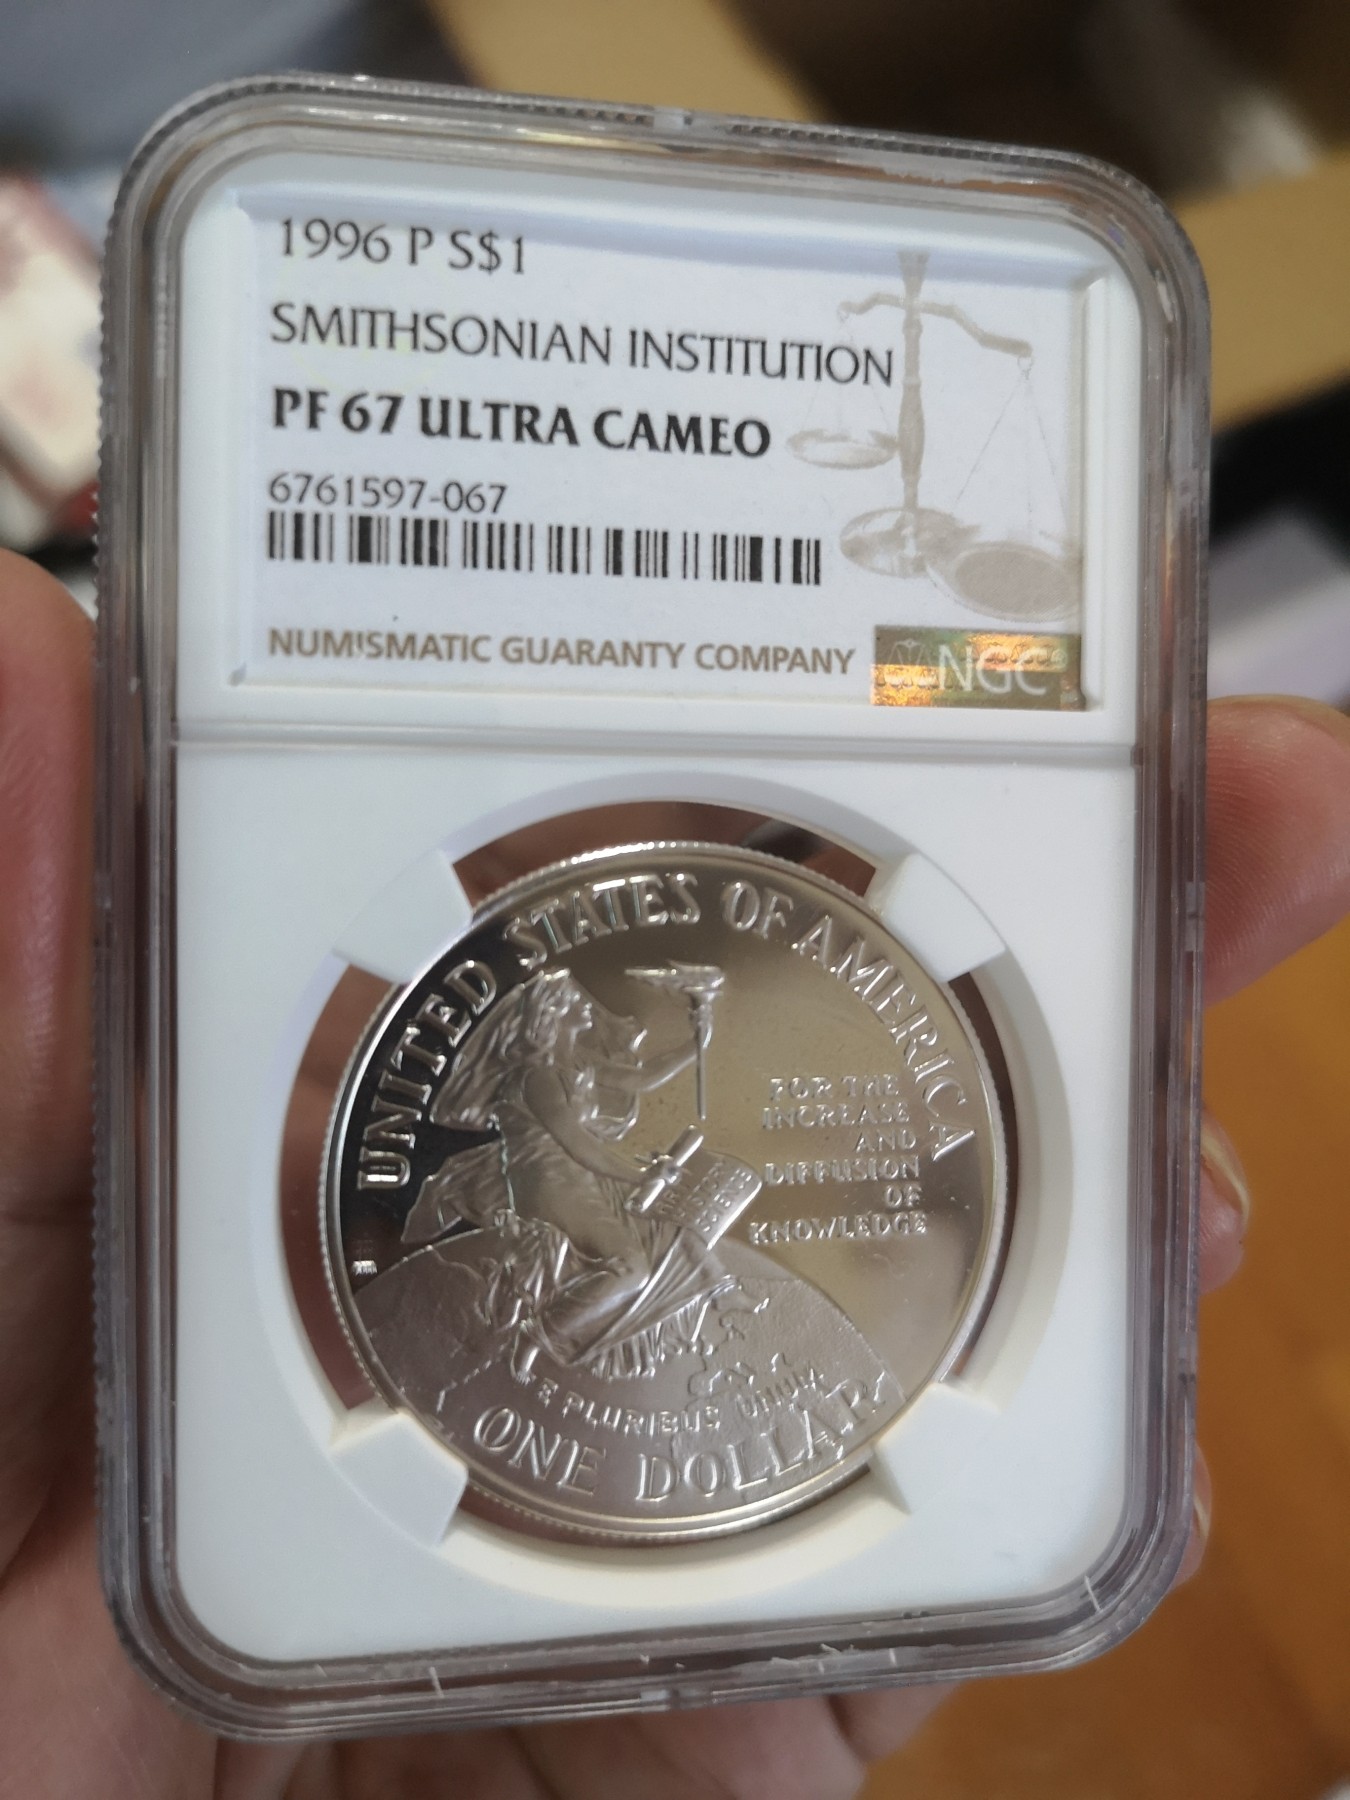 1996 P S$1
SMITHSONIAN INSTITUTION
PF 67 ULTRA CAMEO
6761597-067
NUMISMATIC GUARANTY COMPANY
NGC
UNITED STATES OF AMERICA
FOR THE
INCREASE
AND
DIFFUSION
OF
KNOWLEDGE
E PLURIBUS UNUM
ONE DOLLAR